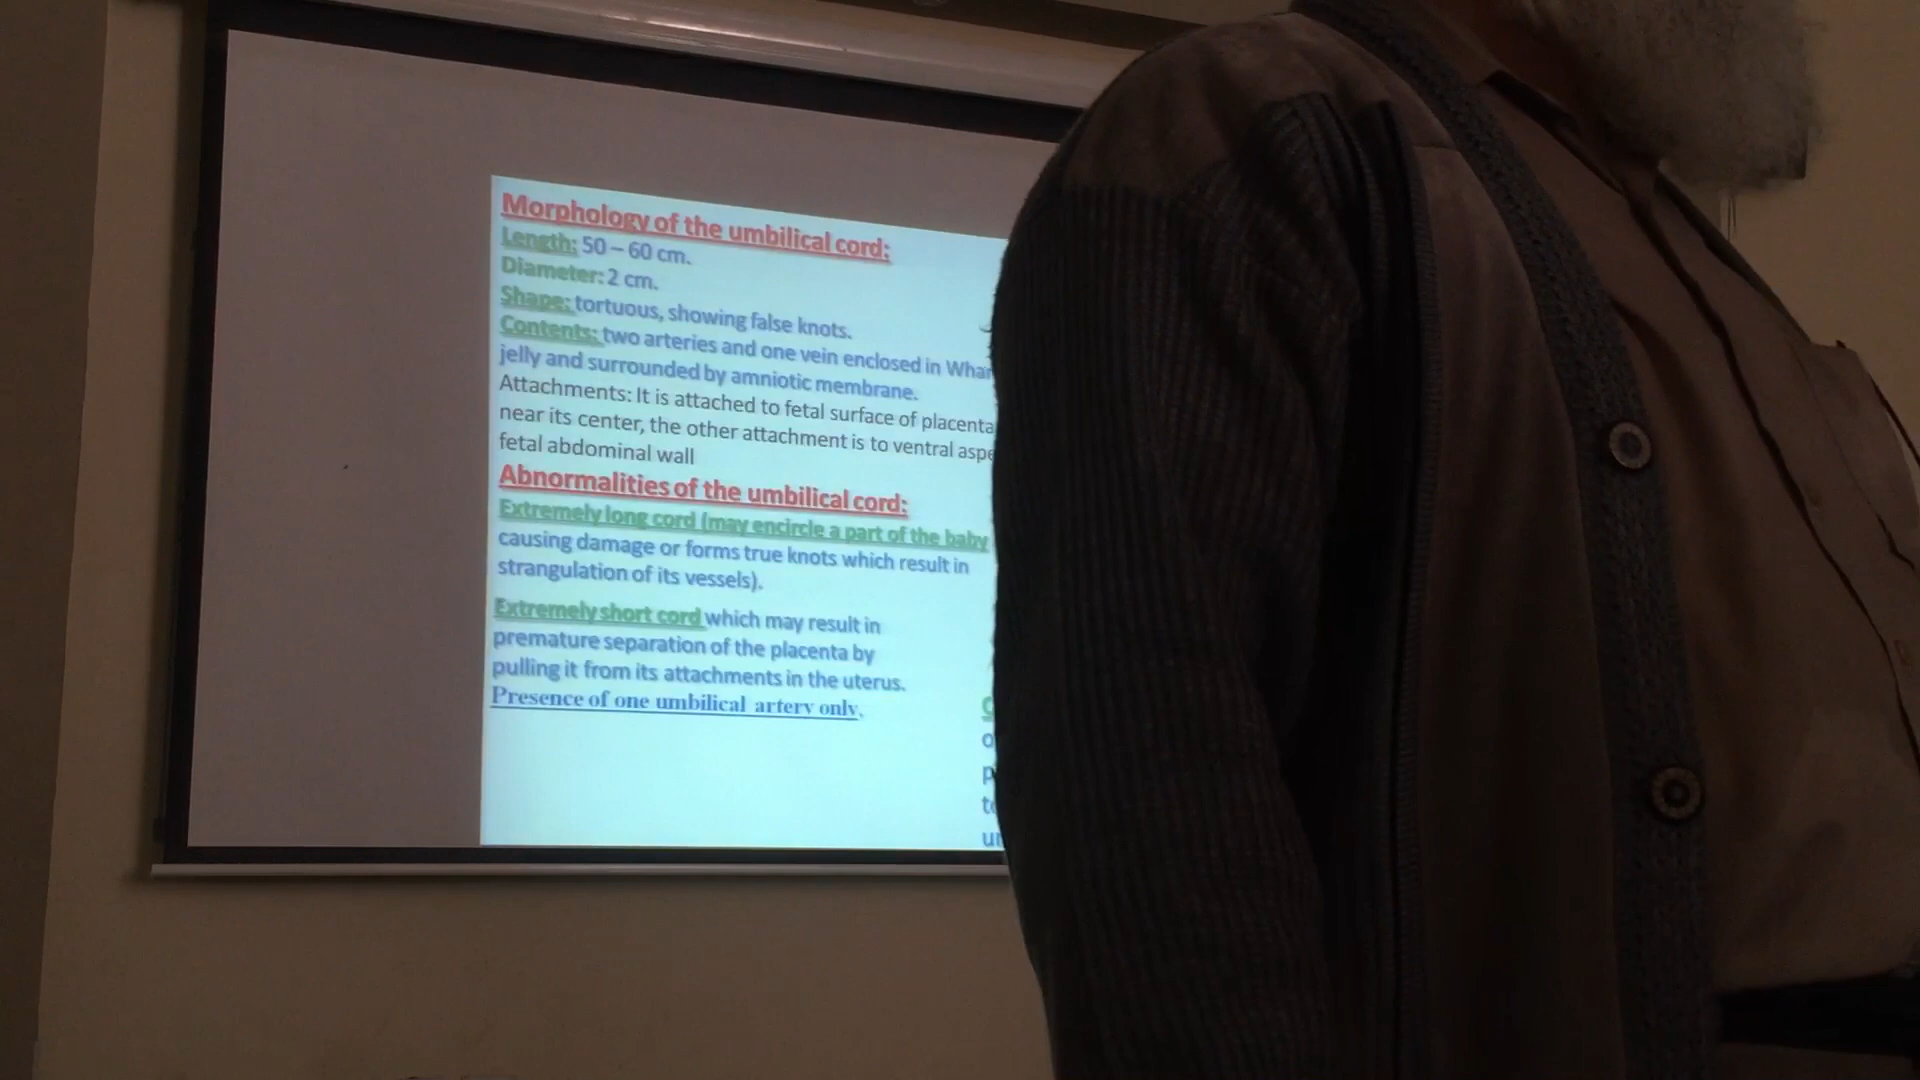 Morphology of the umbilical cord:
Length: 50 – 60 cm.
Diameter: 2 cm.
Shape: tortuous, showing false knots.
Contents: two arteries and one vein enclosed in
jelly and surrounded by amniotic membrane.
Attachments: It is attached to fetal surface of placenta
near its center, the other attachment is to ventral
fetal abdominal wall
Abnormalities of the umbilical cord:
Extremely long cord (may encircle a part of the baby
causing damage or forms true knots which result in
strangulation of its vessels).
Extremely short cord which may result in
premature separation of the placenta by
pulling it from its attachments in the uterus.
Presence of one umbilical artery only.